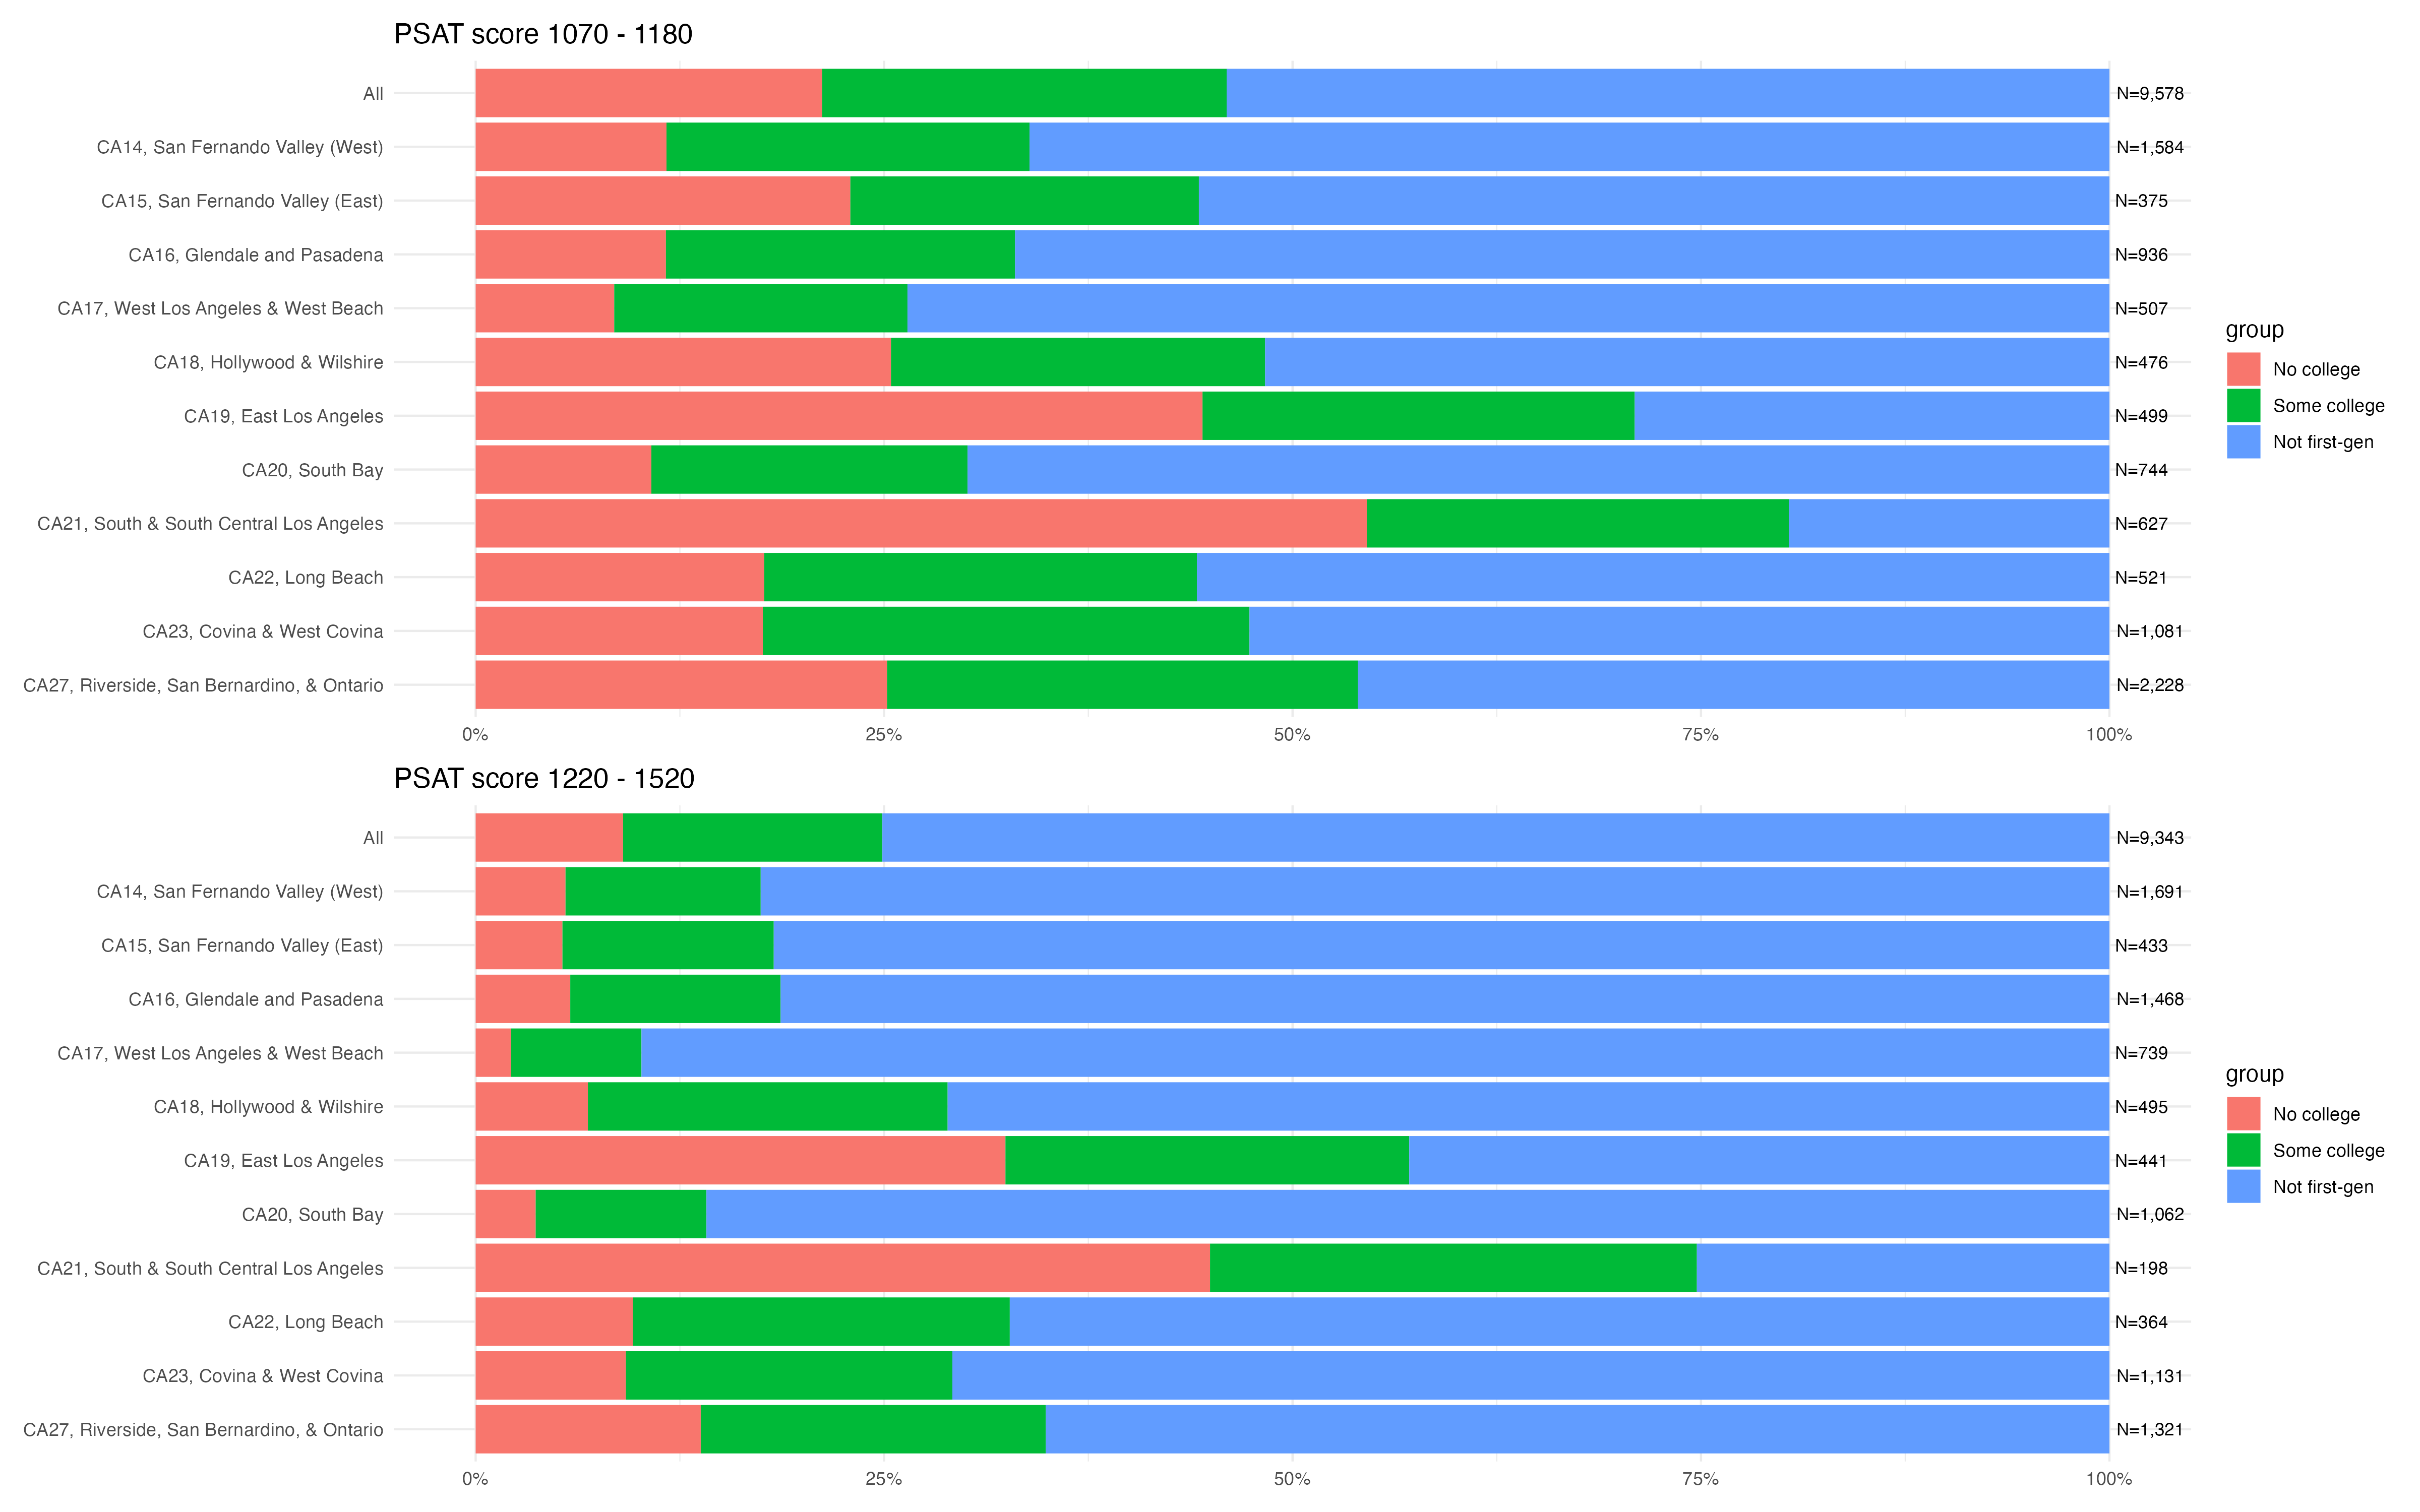 PSAT score 1070 - 1180
All
N=9,578
CA14, San Fernando Valley (West)
N=1,584
CA15, San Fernando Valley (East)
N=375
CA16, Glendale and Pasadena
N=936
CA17, West Los Angeles & West Beach
N=507
CA18, Hollywood & Wilshire
N=476
CA19, East Los Angeles
N=499
CA20, South Bay
N=744
CA21, South & South Central Los Angeles
N=627
CA22, Long Beach
N=521
CA23, Covina & West Covina
N=1,081
CA27, Riverside, San Bernardino, & Ontario
N=2,228
0% 25% 50% 75% 100%
group
No college
Some college
Not first-gen
PSAT score 1220 - 1520
All
N=9,343
CA14, San Fernando Valley (West)
N=1,691
CA15, San Fernando Valley (East)
N=433
CA16, Glendale and Pasadena
N=1,468
CA17, West Los Angeles & West Beach
N=739
CA18, Hollywood & Wilshire
N=495
CA19, East Los Angeles
N=441
CA20, South Bay
N=1,062
CA21, South & South Central Los Angeles
N=198
CA22, Long Beach
N=364
CA23, Covina & West Covina
N=1,131
CA27, Riverside, San Bernardino, & Ontario
N=1,321
0% 25% 50% 75% 100%
group
No college
Some college
Not first-gen